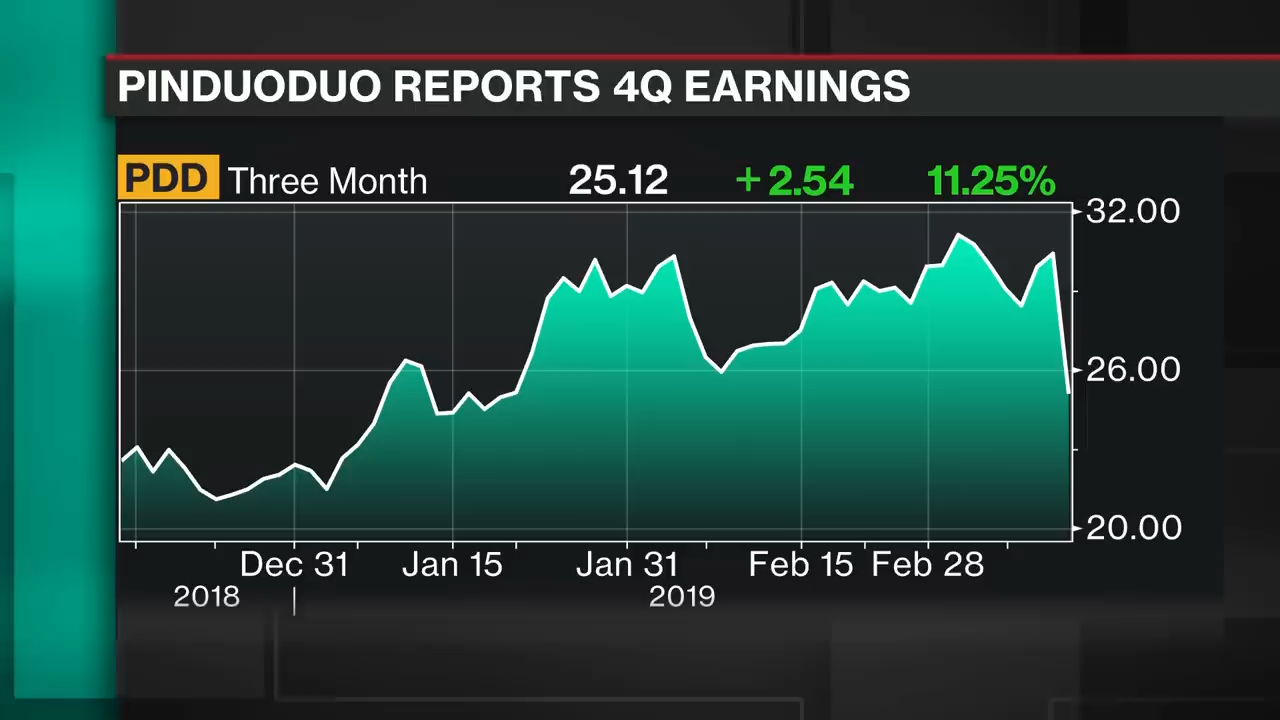 PINDUODUO REPORTS 4Q EARNINGS
PDD Three Month 25.12 +2.54 11.25%
32.00
26.00
20.00
Dec 31 Jan 15 Jan 31 Feb 15 Feb 28
2018 2019